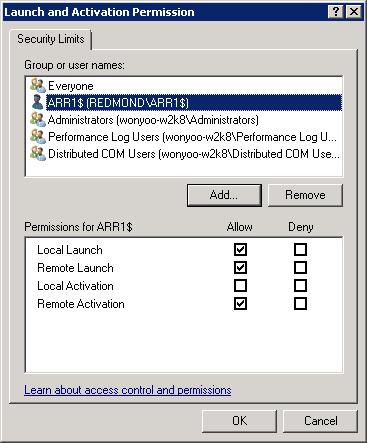 Launch and Activation Permission
Security Limits
Group or user names:
Everyone
ARR1$ (REDMOND\ARR1$)
Administrators (wonyoo-w2k8\Administrators)
Performance Log Users (wonyoo-w2k8\Performance Log U...
Distributed COM Users (wonyoo-w2k8\Distributed COM Use...
Add... Remove
Permissions for ARR1$ Allow Deny
Local Launch
Remote Launch
Local Activation
Remote Activation
Learn about access control and permissions
OK Cancel